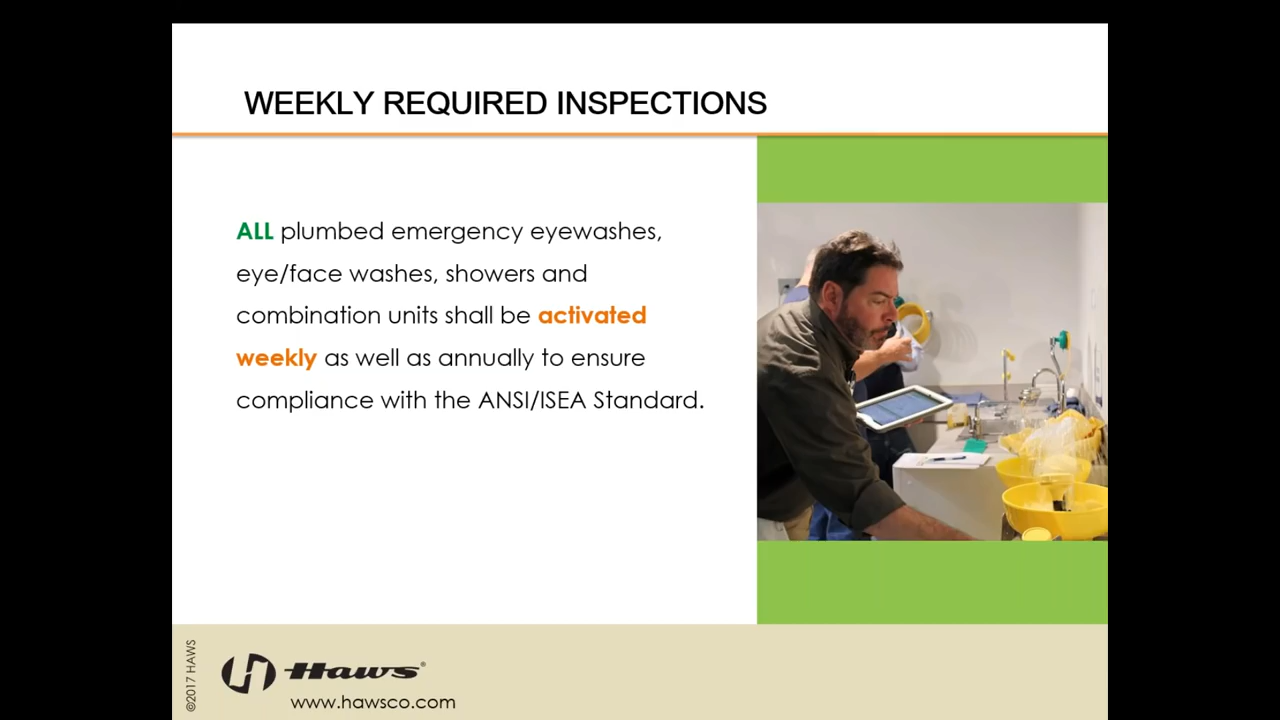 WEEKLY REQUIRED INSPECTIONS
ALL plumbed emergency eyewashes,
eye/face washes, showers and
combination units shall be activated
weekly as well as annually to ensure
compliance with the ANSI/ISEA Standard.
©2017 HAWS
Haws®
www.hawsco.com